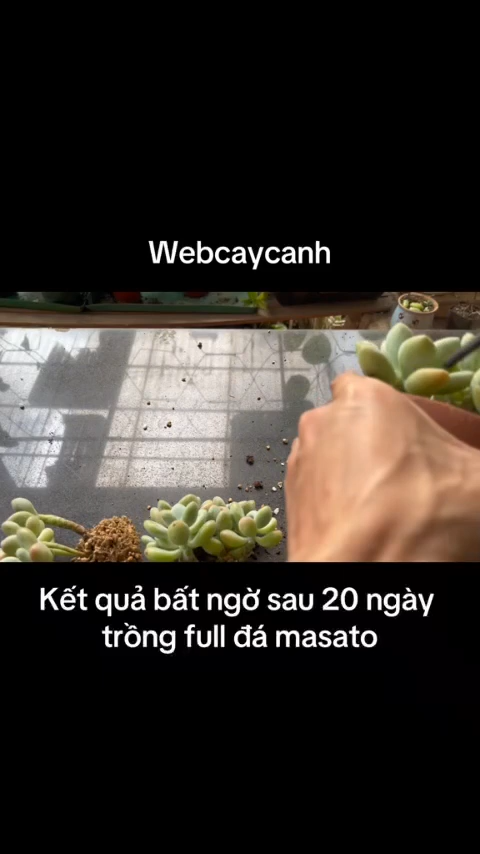 Webcaycanh
Kết quả bất ngờ sau 20 ngày
trồng full đá masato